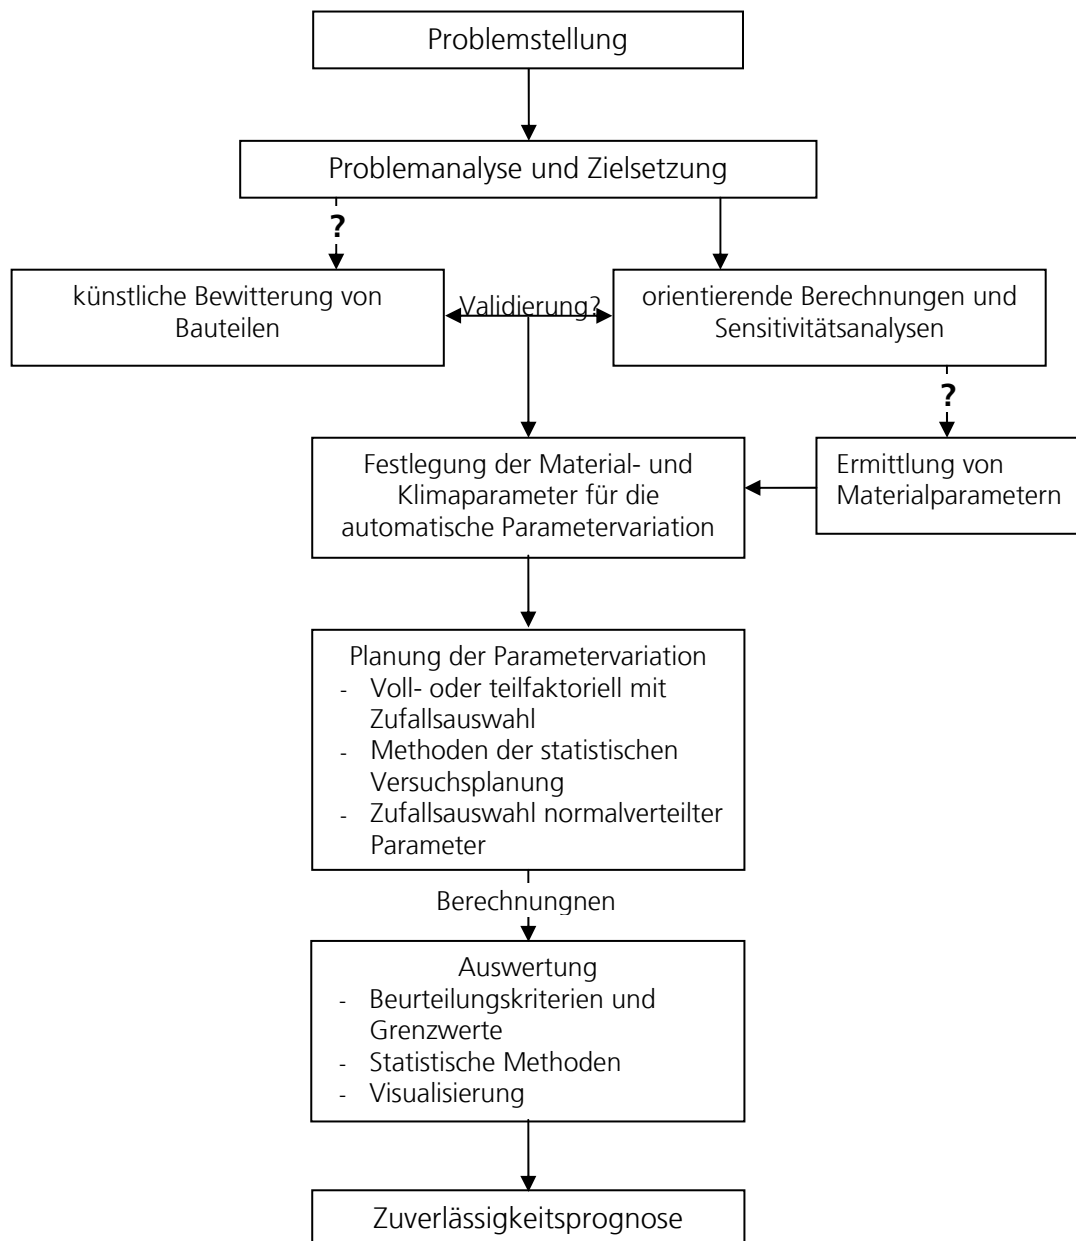 Problemstellung
Problemanalyse und Zielsetzung
?
künstliche Bewitterung von
Bauteilen
Validierung?
orientierende Berechnungen und
Sensitivitätsanalysen
?
Festlegung der Material- und
Klimaparameter für die
automatische Parametervariation
Ermittlung von
Materialparametern
Planung der Parametervariation
- Voll- oder teilfaktoriell mit
Zufallsauswahl
- Methoden der statistischen
Versuchsplanung
- Zufallsauswahl normalverteilter
Parameter
Berechnungnen
Auswertung
- Beurteilungskriterien und
Grenzwerte
- Statistische Methoden
- Visualisierung
Zuverlässigkeitsprognose